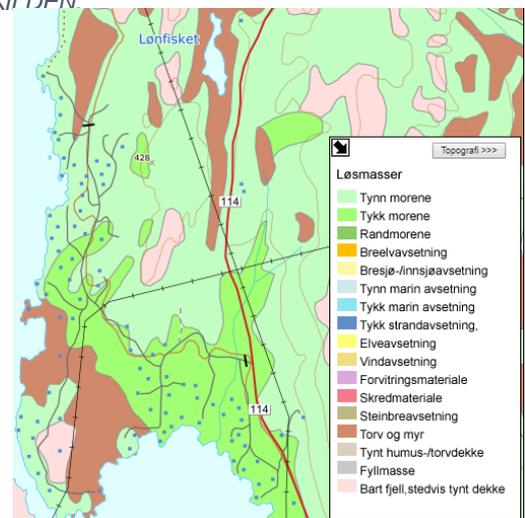 KILDEN.
Lønfisket
428
114
114
Topografi >>>
Løsmasser
Tynn morene
Tykk morene
Randmorene
Breelvavsetning
Bresjø-/innsjøavsetning
Tynn marin avsetning
Tykk marin avsetning
Tykk strandavsetning,
Elveavsetning
Vindavsetning
Forvitringsmateriale
Skredmateriale
Steinbreavsetning
Torv og myr
Tynt humus-/torvdekke
Fyllmasse
Bart fjell,stedvis tynt dekke